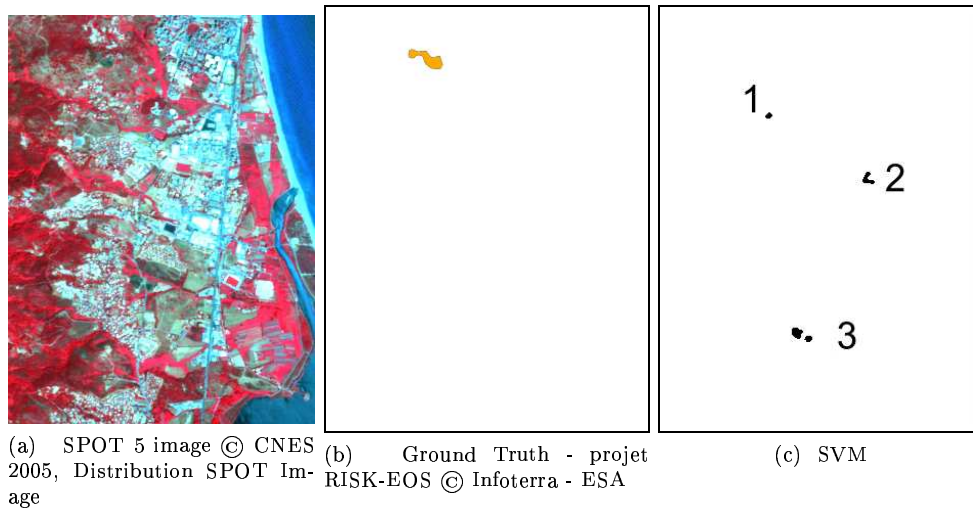 1
2
3
(a) SPOT 5 image © CNES
2005, Distribution SPOT Im-
age
(b) Ground Truth - projet
RISK-EOS © Infoterra - ESA
(c) SVM